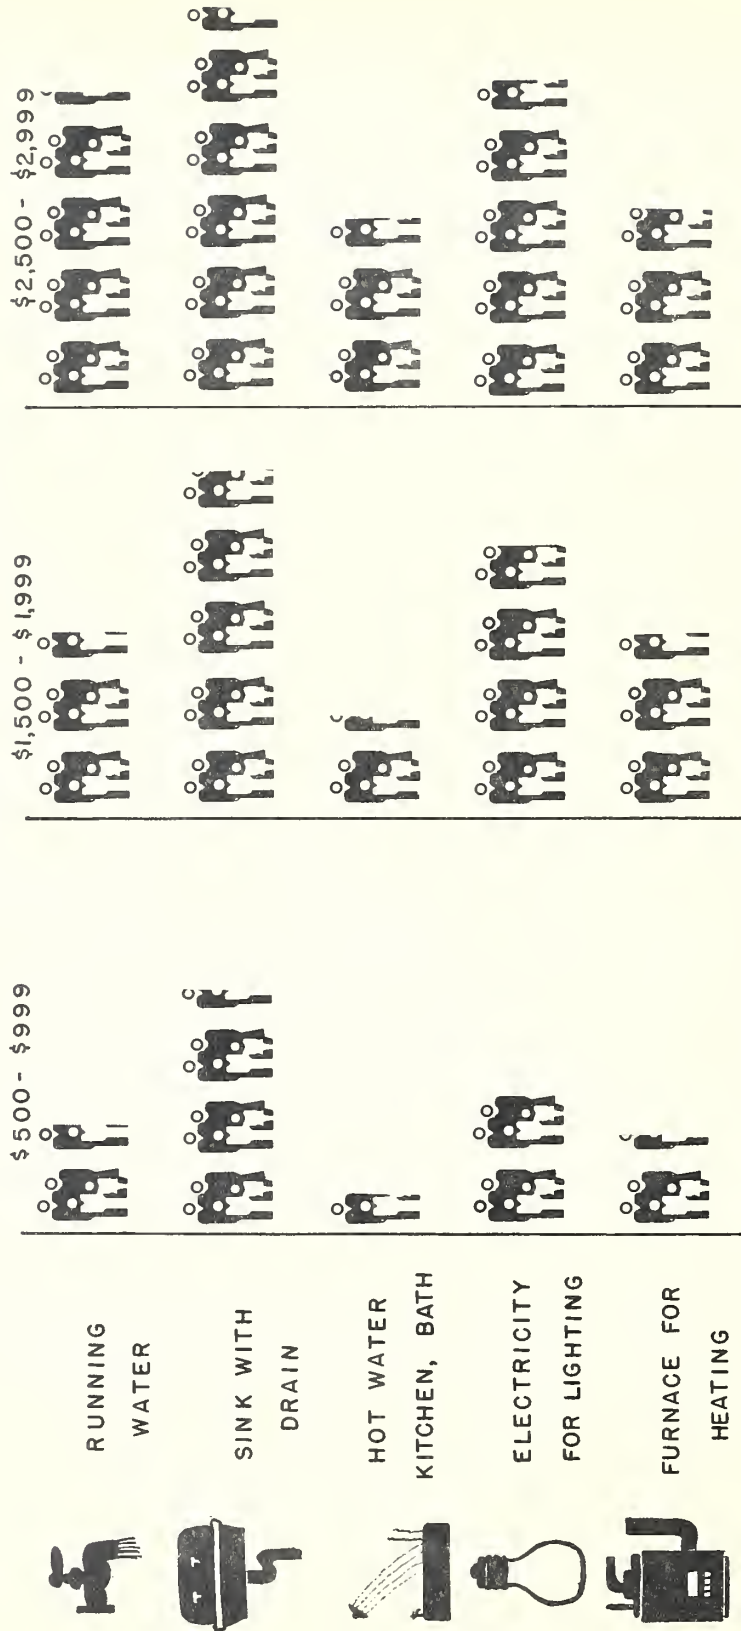 $500 - $999
$1,500 - $1,999
$2,500 - $2,999
RUNNING
WATER
SINK WITH
DRAIN
HOT WATER
KITCHEN, BATH
ELECTRICITY
FOR LIGHTING
FURNACE FOR
HEATING